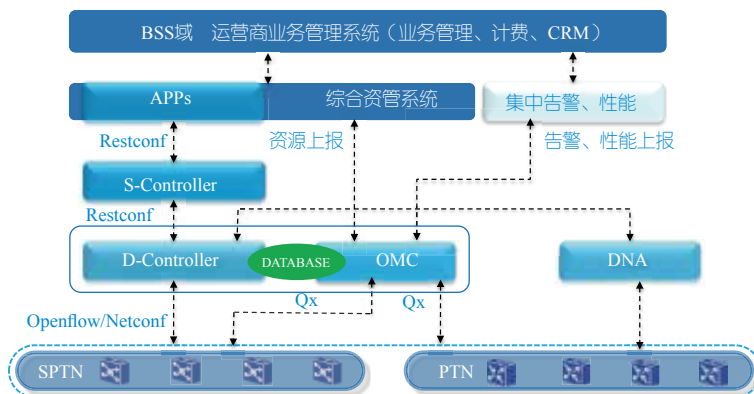 BSS域 运营商业务管理系统（业务管理、计费、CRM）
APPs
综合资管系统
集中告警、性能
Restconf
资源上报
告警、性能上报
S-Controller
Restconf
D-Controller
DATABASE
OMC
DNA
Qx
Qx
Openflow/Netconf
SPTN
PTN